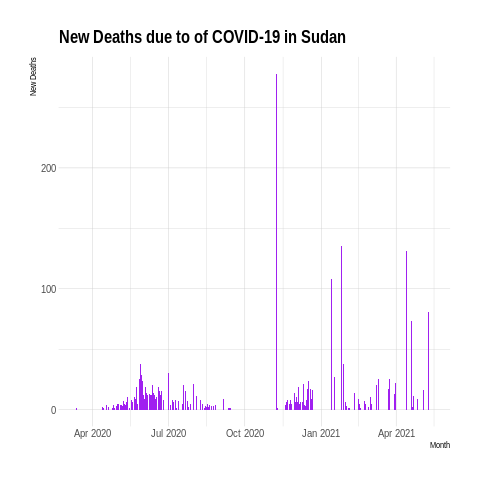 New Deaths due to of COVID-19 in Sudan
New Deaths
200
100
0
Apr 2020 Jul 2020 Oct 2020 Jan 2021 Apr 2021
Month